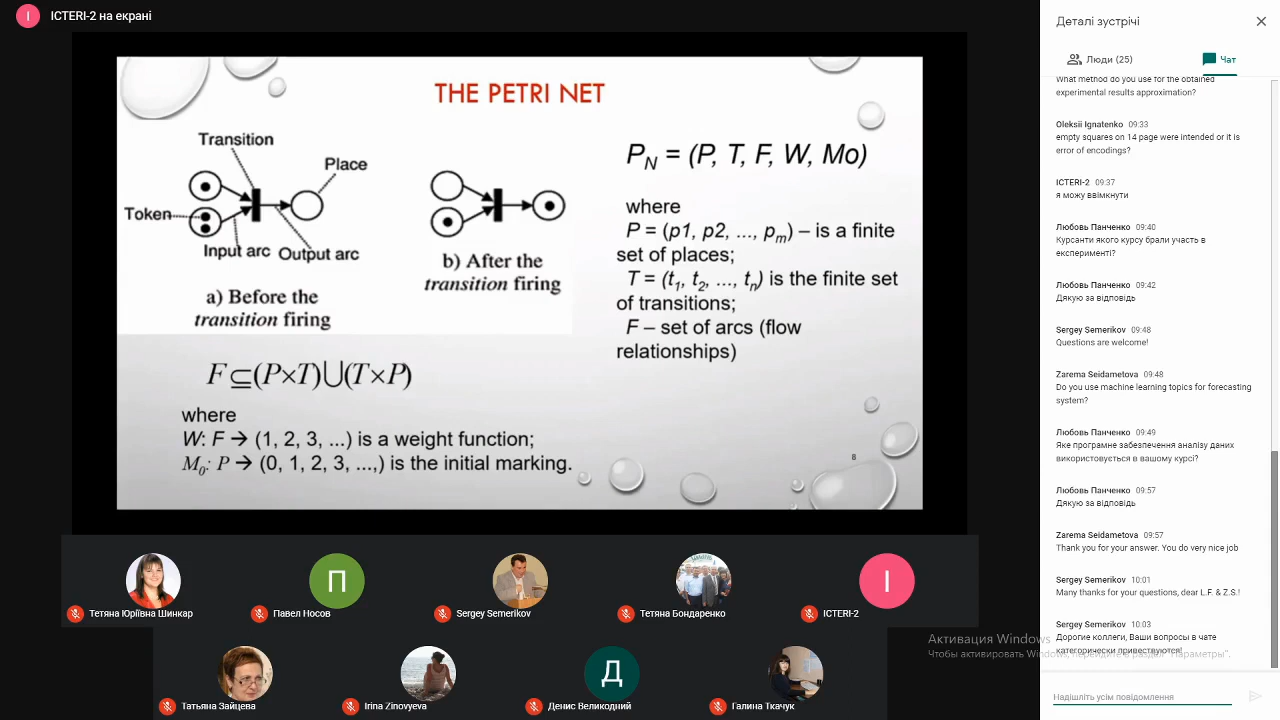 ICTERI-2 на екрані
THE PETRI NET
Transition
Place
Token
Input arc
Output arc
a) Before the
transition firing
b) After the
transition firing
P_N = (P, T, F, W, Mo)
where
P = (p1, p2, ..., p_m) – is a finite
set of places;
T = (t_1, t_2, ..., t_n) is the finite set
of transitions;
F – set of arcs (flow
relationships)
F ⊆ (P×T)⋃(T×P)
where
W: F → (1, 2, 3, ...) is a weight function;
M_0: P → (0, 1, 2, 3, ...,) is the initial marking.
8
Тетяна Юріївна Шинкар
П
Павел Носов
Sergey Semerikov
Тетяна Бондаренко
I
ICTERI-2
Татьяна Зайцева
Irina Zinovyeva
Д
Денис Великодний
Галина Ткачук
I
Деталі зустрічі
Люди (25)
Чат
What method do you use for the obtained
experimental results approximation?
Oleksii Ignatenko 09:33
empty squares on 14 page were intended or it is
error of encodings?
ICTERI-2 09:37
я можу ввімкнути
Любовь Панченко 09:40
Курсанти якого курсу брали участь в
експерименті?
Любовь Панченко 09:42
Дякую за відповідь
Sergey Semerikov 09:48
Questions are welcome!
Zarema Seidametova 09:48
Do you use machine learning topics for forecasting
system?
Любовь Панченко 09:49
Яке програмне забезпечення аналізу даних
використовується в вашому курсі?
Любовь Панченко 09:57
Дякую за відповідь
Zarema Seidametova 09:57
Thank you for your answer. You do very nice job
Sergey Semerikov 10:01
Many thanks for your questions, dear L.F. & Z.S.!
Sergey Semerikov 10:03
Дорогие коллеги, Ваши вопросы в чате
категорически приветствуются!
Активация Windows
Чтобы активировать Windows, перейдите в раздел "Параметры".
Надішліть усім повідомлення